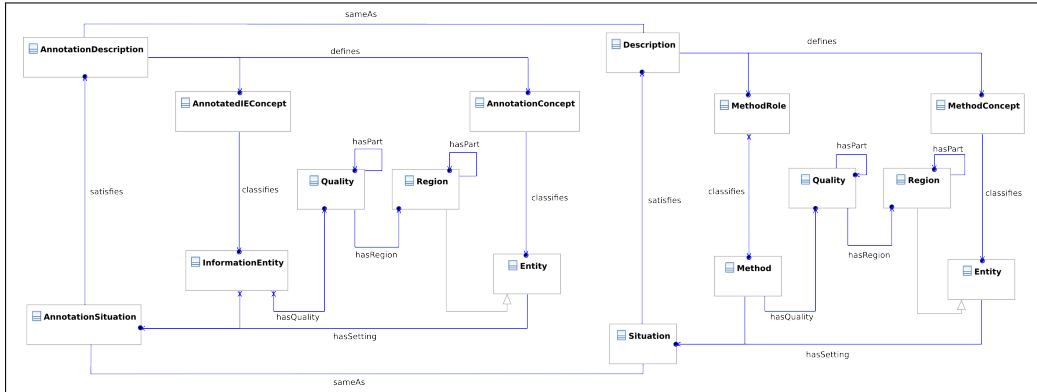 sameAs
AnnotationDescription
Description
defines
defines
AnnotatedIEConcept
AnnotationConcept
MethodRole
MethodConcept
hasPart
hasPart
hasPart
hasPart
Quality
Region
Quality
Region
satisfies
classifies
classifies
satisfies
classifies
classifies
hasRegion
hasRegion
InformationEntity
Entity
Method
Entity
AnnotationSituation
hasQuality
hasQuality
hasSetting
Situation
hasSetting
sameAs